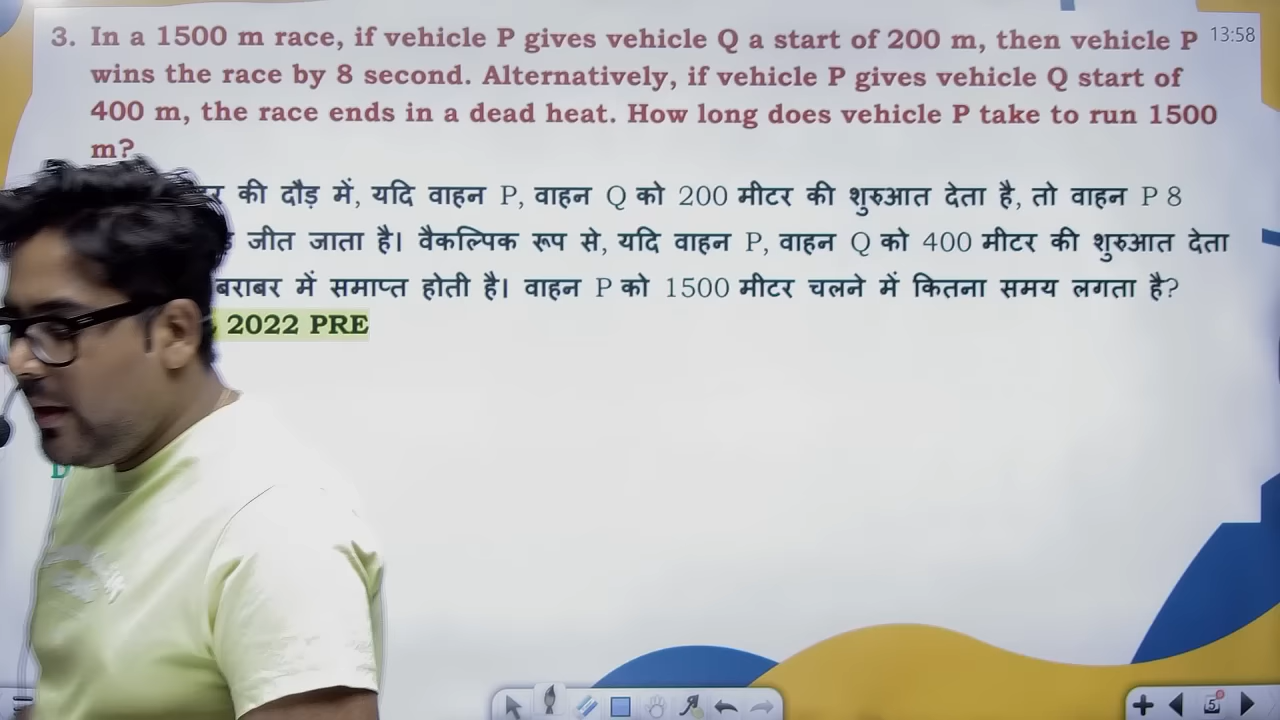 13:58
3. In a 1500 m race, if vehicle P gives vehicle Q a start of 200 m, then vehicle P
wins the race by 8 second. Alternatively, if vehicle P gives vehicle Q start of
400 m, the race ends in a dead heat. How long does vehicle P take to run 1500
m?
की दौड़ में, यदि वाहन P, वाहन Q को 200 मीटर की शुरुआत देता है, तो वाहन P 8
जीत जाता है। वैकल्पिक रूप से, यदि वाहन P, वाहन Q को 400 मीटर की शुरुआत देता
बराबर में समाप्त होती है। वाहन P को 1500 मीटर चलने में कितना समय लगता है?
2022 PRE
5